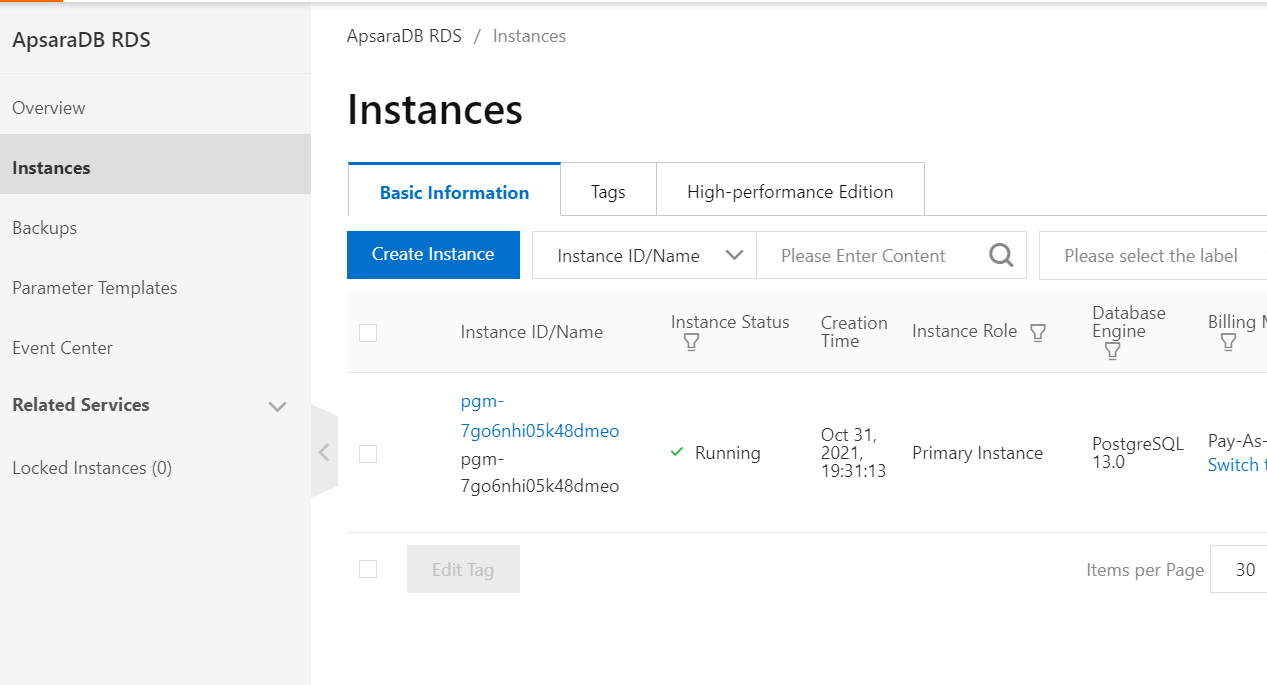 ApsaraDB RDS
Overview
Instances
Backups
Parameter Templates
Event Center
Related Services
Locked Instances (0)
ApsaraDB RDS / Instances
Instances
Basic Information
Tags
High-performance Edition
Create Instance
Instance ID/Name
Please Enter Content
Please select the label
Instance ID/Name
Instance Status
Creation
Time
Instance Role
Database
Engine
Billing M
pgm-
7go6nhi05k48dmeo
pgm-
7go6nhi05k48dmeo
Running
Oct 31,
2021,
19:31:13
Primary Instance
PostgreSQL
13.0
Pay-As-
Switch t
Edit Tag
Items per Page
30